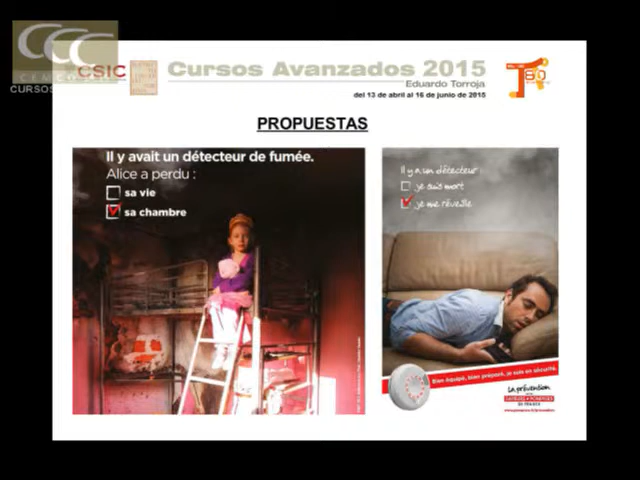 CCC
CSIC
CURSOS
Cursos Avanzados 2015
Eduardo Torroja
del 13 de abril al 16 de junio de 2015
PROPUESTAS
Il y avait un détecteur de fumée.
Alice a perdu :
sa vie
sa chambre
Il y a un détecteur :
je suis mort
je me réveille
Bien équipé, bien préparé, je suis en sécurité.
La prévention